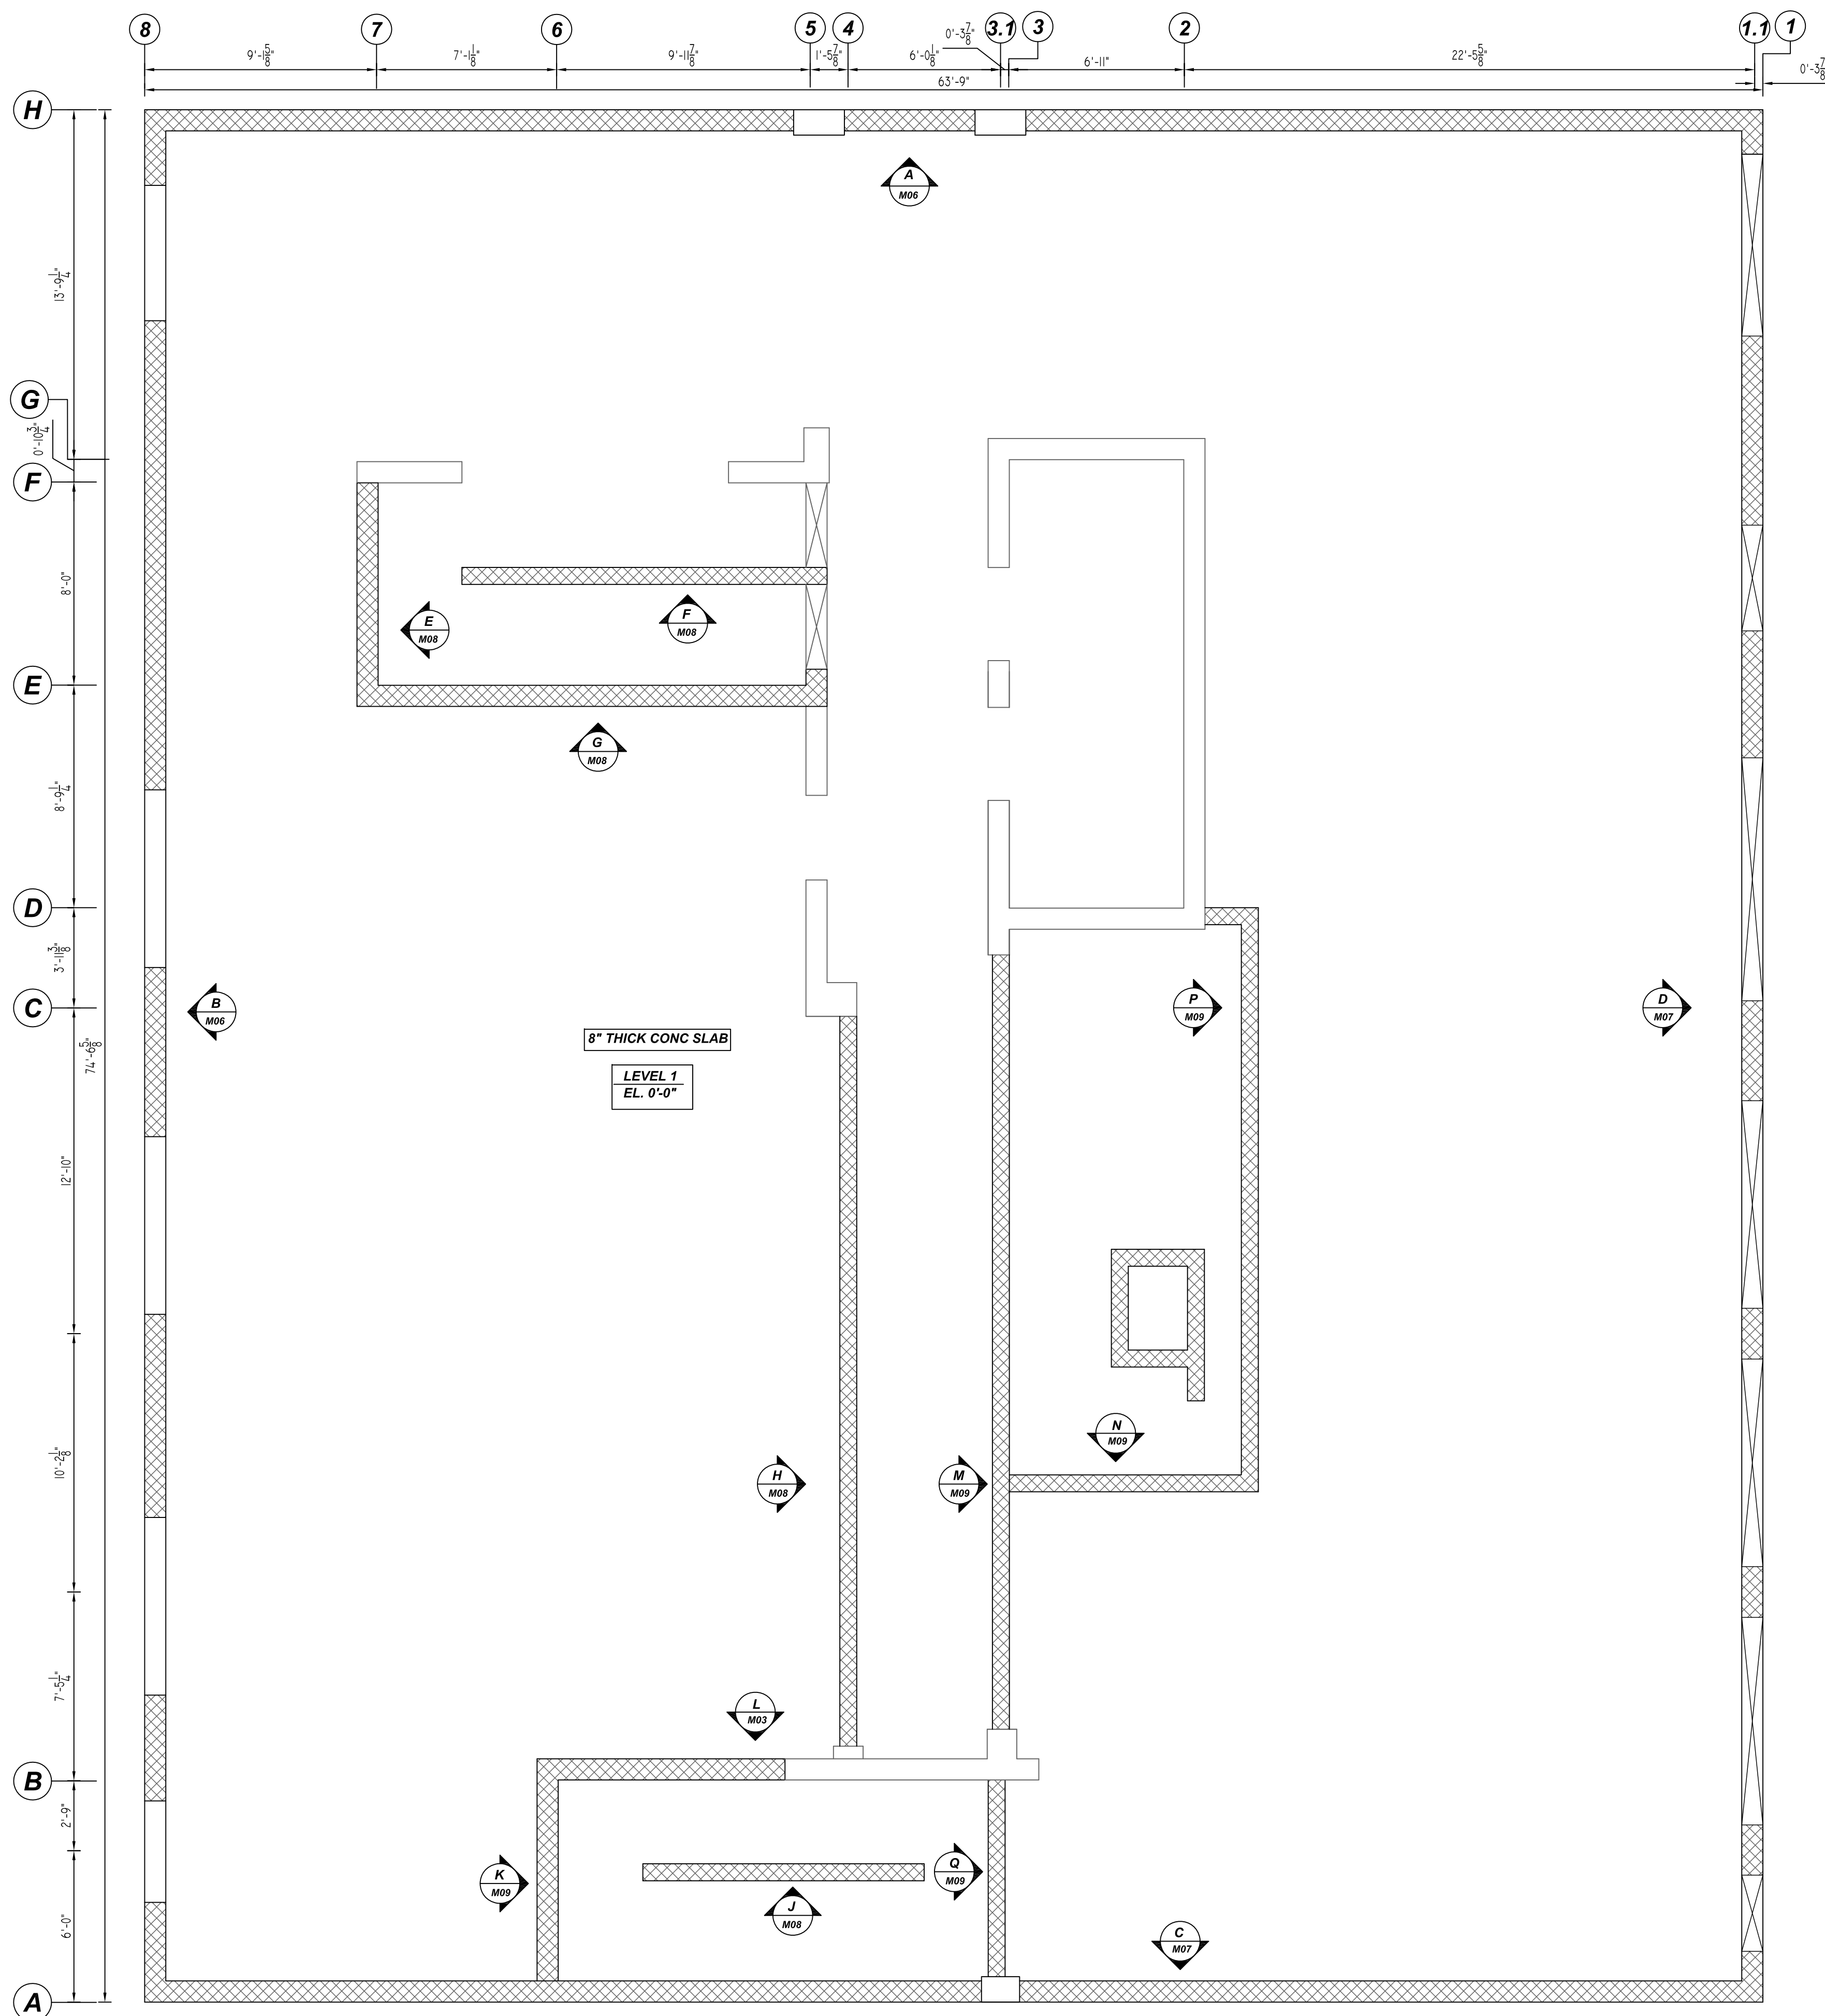 8 7 6 5 4 3.1 3 2 1.1 1
9'-1 5/8" 7'-1 1/8" 9'-11 7/8" 1'-5 7/8" 6'-0 1/8" 0'-3 7/8" 6'-11" 22'-5 5/8" 0'-3 7/8"
63'-9"
H
A
M06
13'-9 1/4"
G
0'-10 3/4"
F
8'-0"
E
M08
F
M08
E
G
M08
8'-9 1/4"
D
3'-11 3/8"
C
B
M06
P
M09
D
M07
74'-6 5/8"
8" THICK CONC SLAB
LEVEL 1
EL. 0'-0"
12'-10"
N
M09
10'-2 1/8"
H
M08
M
M09
7'-5 1/4"
L
M03
B
2'-9"
K
M09
Q
M09
J
M08
6'-0"
C
M07
A